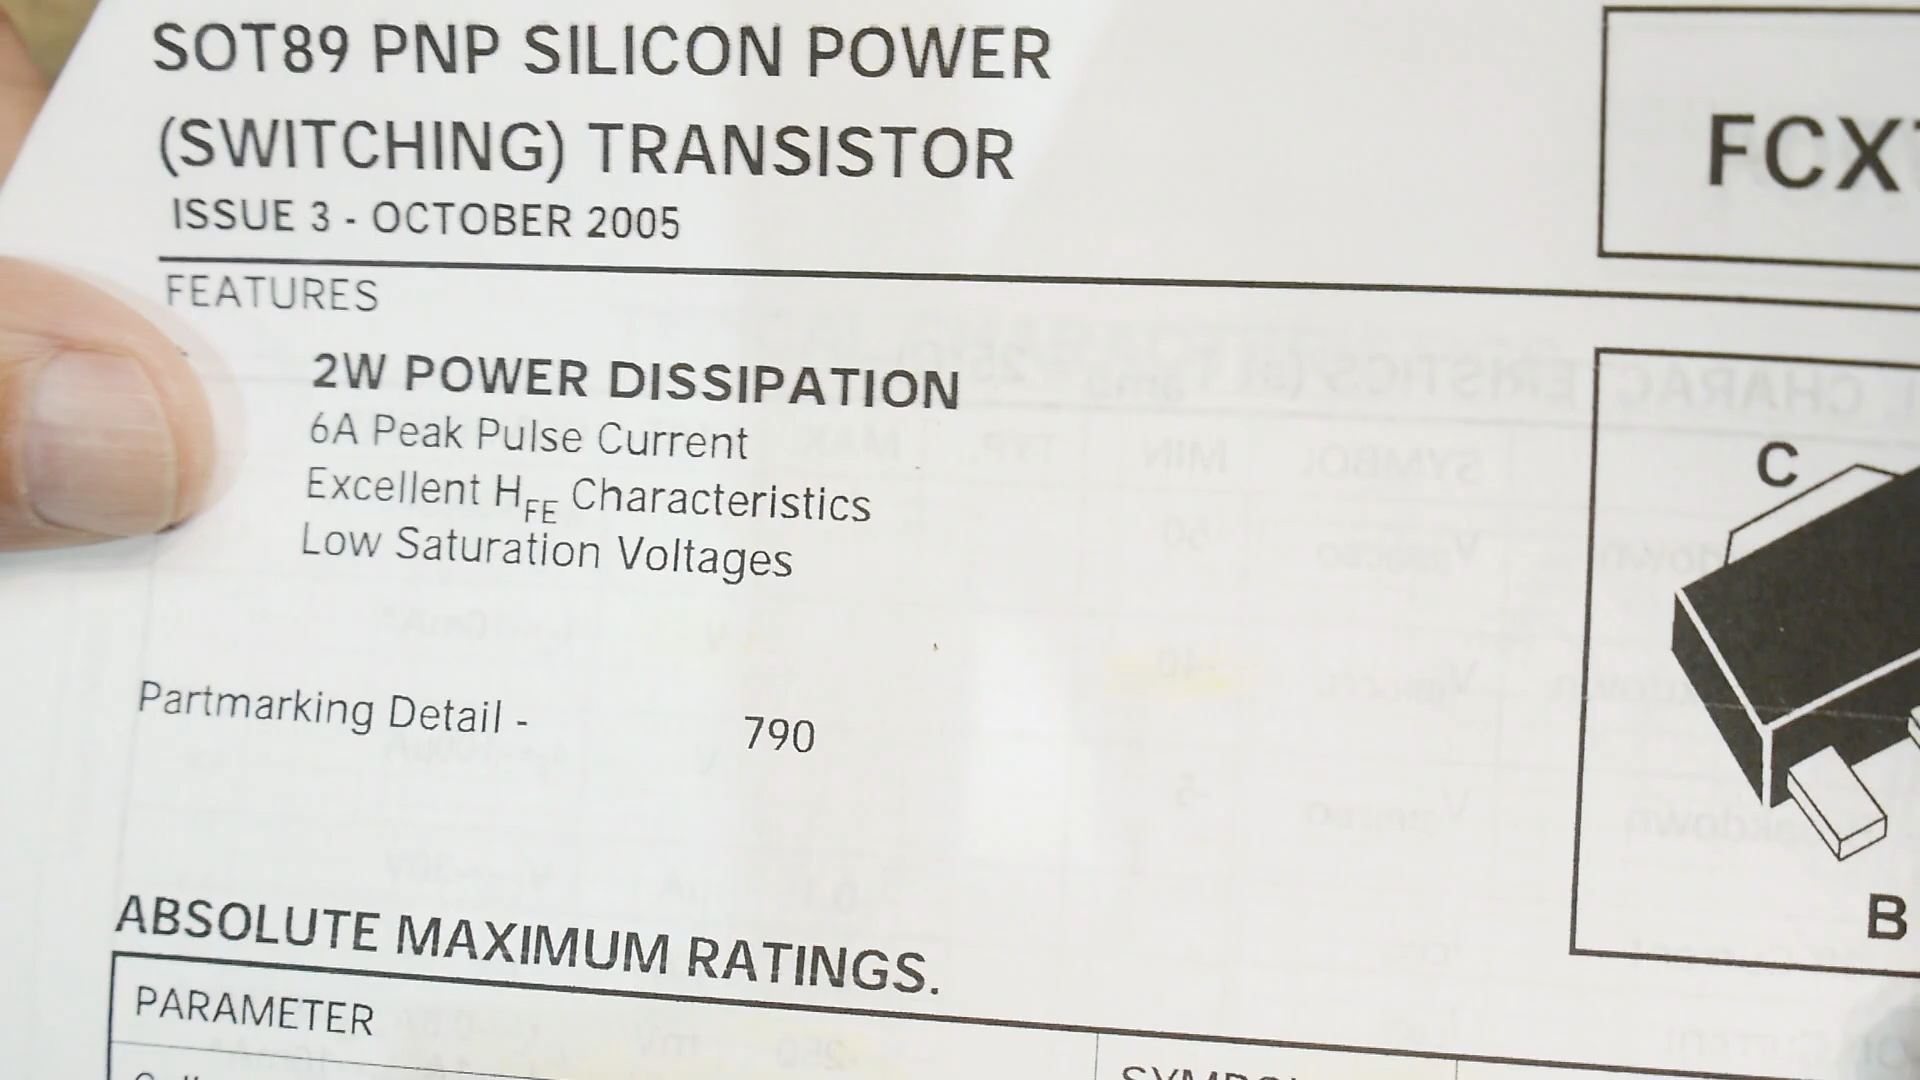 SOT89 PNP SILICON POWER
(SWITCHING) TRANSISTOR
ISSUE 3 - OCTOBER 2005
FCX
FEATURES
2W POWER DISSIPATION
6A Peak Pulse Current
Excellent HFE Characteristics
Low Saturation Voltages
C
Partmarking Detail - 790
B
ABSOLUTE MAXIMUM RATINGS.
PARAMETER